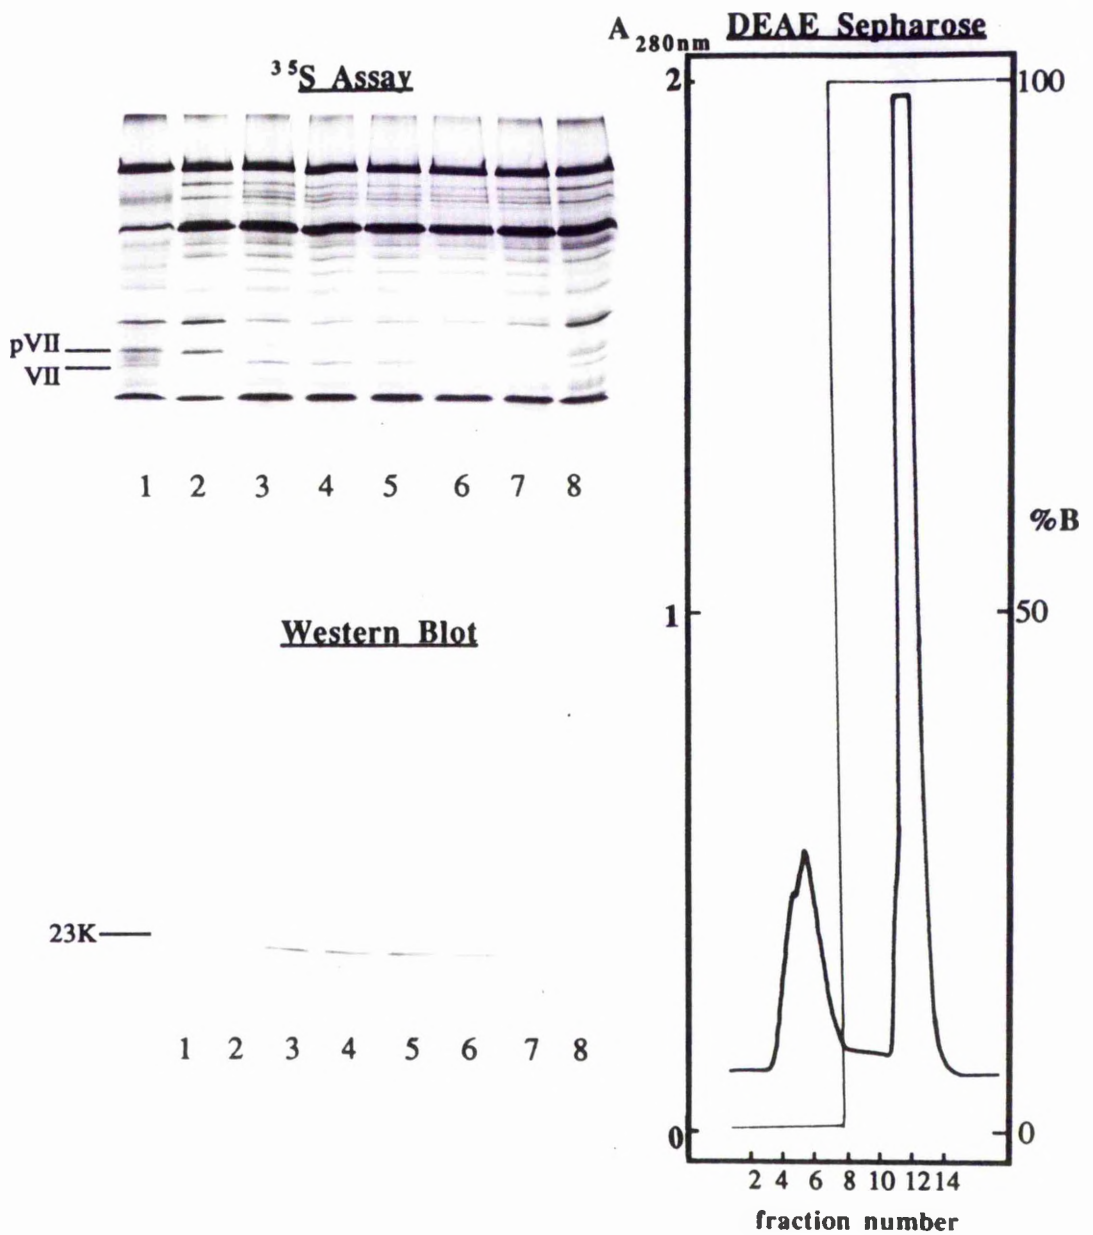 ³⁵S Assay
pVII
VII
1 2 3 4 5 6 7 8
Western Blot
23K
1 2 3 4 5 6 7 8
A 280nm DEAE Sepharose
2 100
%B
1 50
0 0
2 4 6 8 10 12 14
fraction number